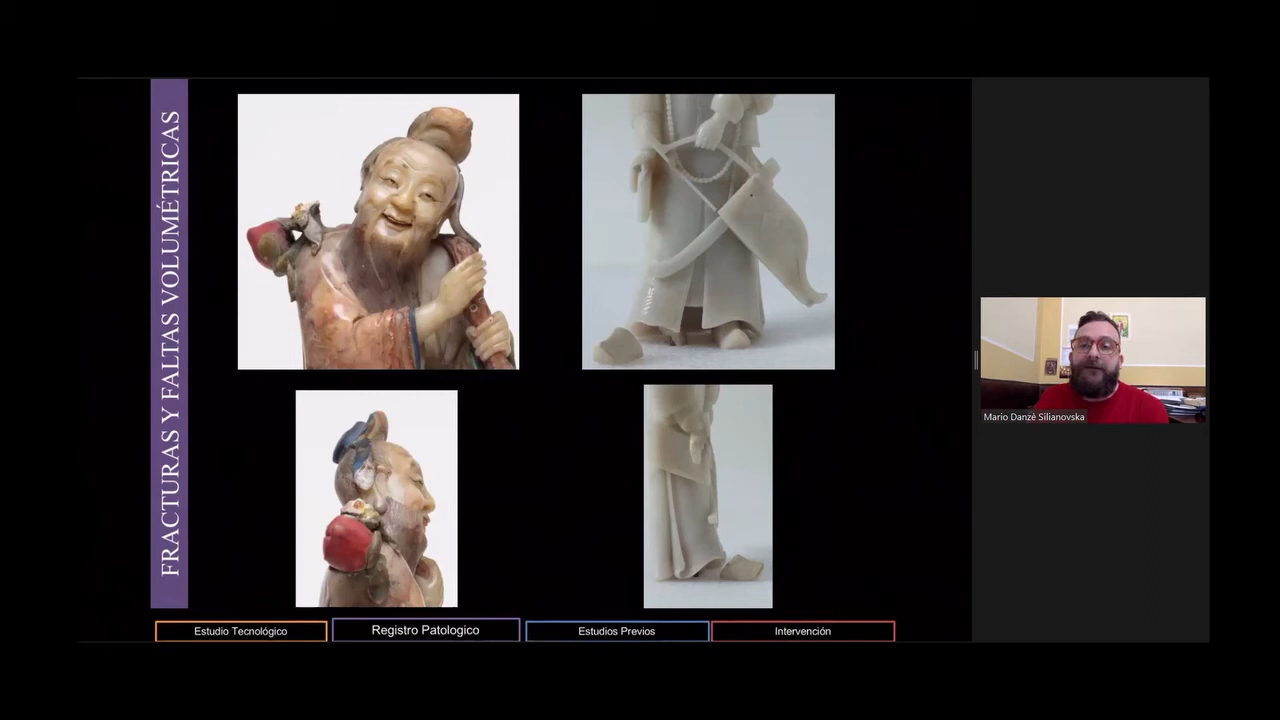 FRACTURAS Y FALTAS VOLUMÉTRICAS
Mario Danzè Silianovska
Estudio Tecnológico
Registro Patologico
Estudios Previos
Intervención